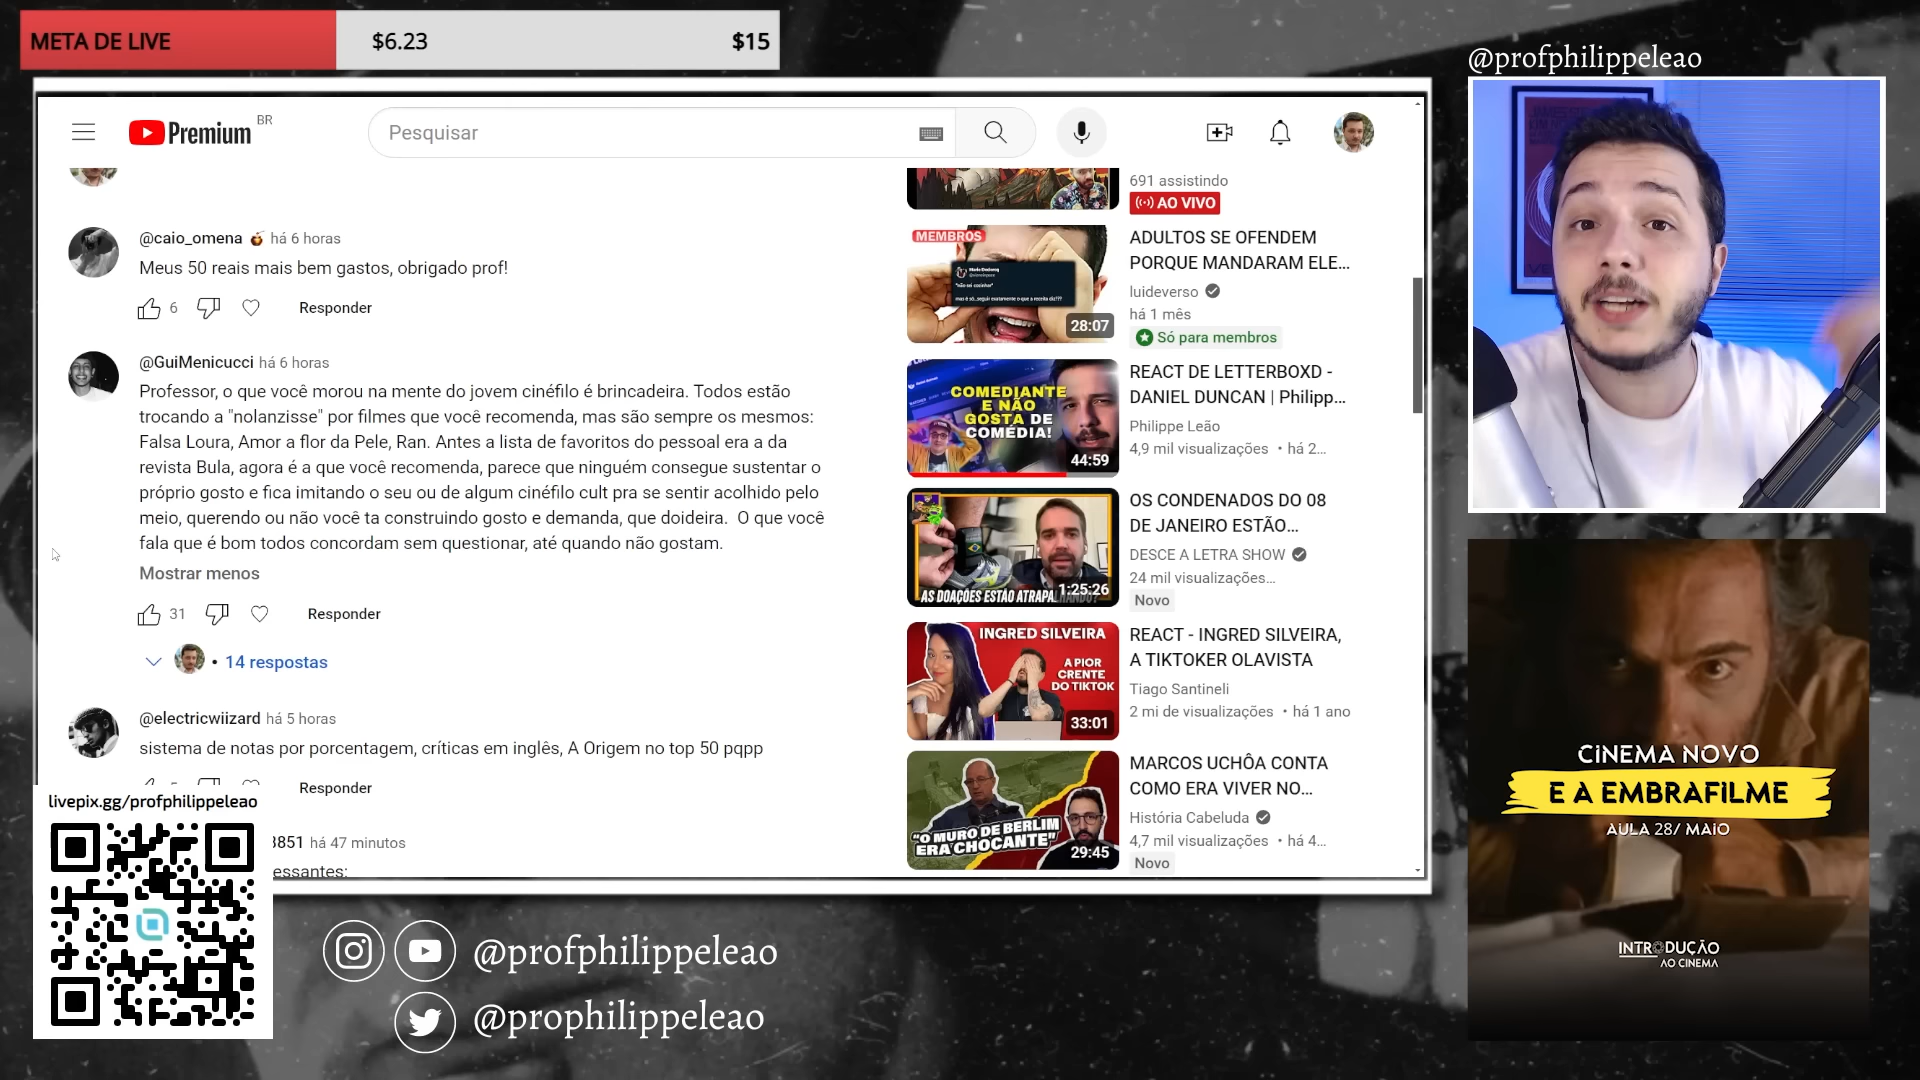 META DE LIVE
$6.23
$15
@profphilippeleao
Premium
BR
Pesquisar
@caio_omena há 6 horas
Meus 50 reais mais bem gastos, obrigado prof!
6
Responder
@GuiMenicucci há 6 horas
Professor, o que você morou na mente do jovem cinéfilo é brincadeira. Todos estão
trocando a "nolanzisse" por filmes que você recomenda, mas são sempre os mesmos:
Falsa Loura, Amor a flor da Pele, Ran. Antes a lista de favoritos do pessoal era a da
revista Bula, agora é a que você recomenda, parece que ninguém consegue sustentar o
próprio gosto e fica imitando o seu ou de algum cinéfilo cult pra se sentir acolhido pelo
meio, querendo ou não você ta construindo gosto e demanda, que doideira.  O que você
fala que é bom todos concordam sem questionar, até quando não gostam.
Mostrar menos
31
Responder
• 14 respostas
@electricwiizard há 5 horas
sistema de notas por porcentagem, críticas em inglês, A Origem no top 50 pqpp
Responder
3851 há 47 minutos
essantes:
691 assistindo
AO VIVO
MEMBROS
28:07
ADULTOS SE OFENDEM
PORQUE MANDARAM ELE...
luideverso
há 1 mês
Só para membros
COMEDIANTE
E NÃO
GOSTA DE
COMÉDIA!
44:59
REACT DE LETTERBOXD -
DANIEL DUNCAN | Philipp...
Philippe Leão
4,9 mil visualizações • há 2...
AS DOAÇÕES ESTÃO ATRAPALHANDO?
1:25:26
OS CONDENADOS DO 08
DE JANEIRO ESTÃO...
DESCE A LETRA SHOW
24 mil visualizações...
Novo
INGRED SILVEIRA
A PIOR
CRENTE
DO TIKTOK
33:01
REACT - INGRED SILVEIRA,
A TIKTOKER OLAVISTA
Tiago Santineli
2 mi de visualizações • há 1 ano
"O MURO DE BERLIM
ERA CHOCANTE"
29:45
MARCOS UCHÔA CONTA
COMO ERA VIVER NO...
História Cabeluda
4,7 mil visualizações • há 4...
Novo
livepix.gg/profphilippeleao
@profphilippeleao
@prophilippeleao
CINEMA NOVO
E A EMBRAFILME
AULA 28/ MAIO
INTRODUÇÃO
AO CINEMA